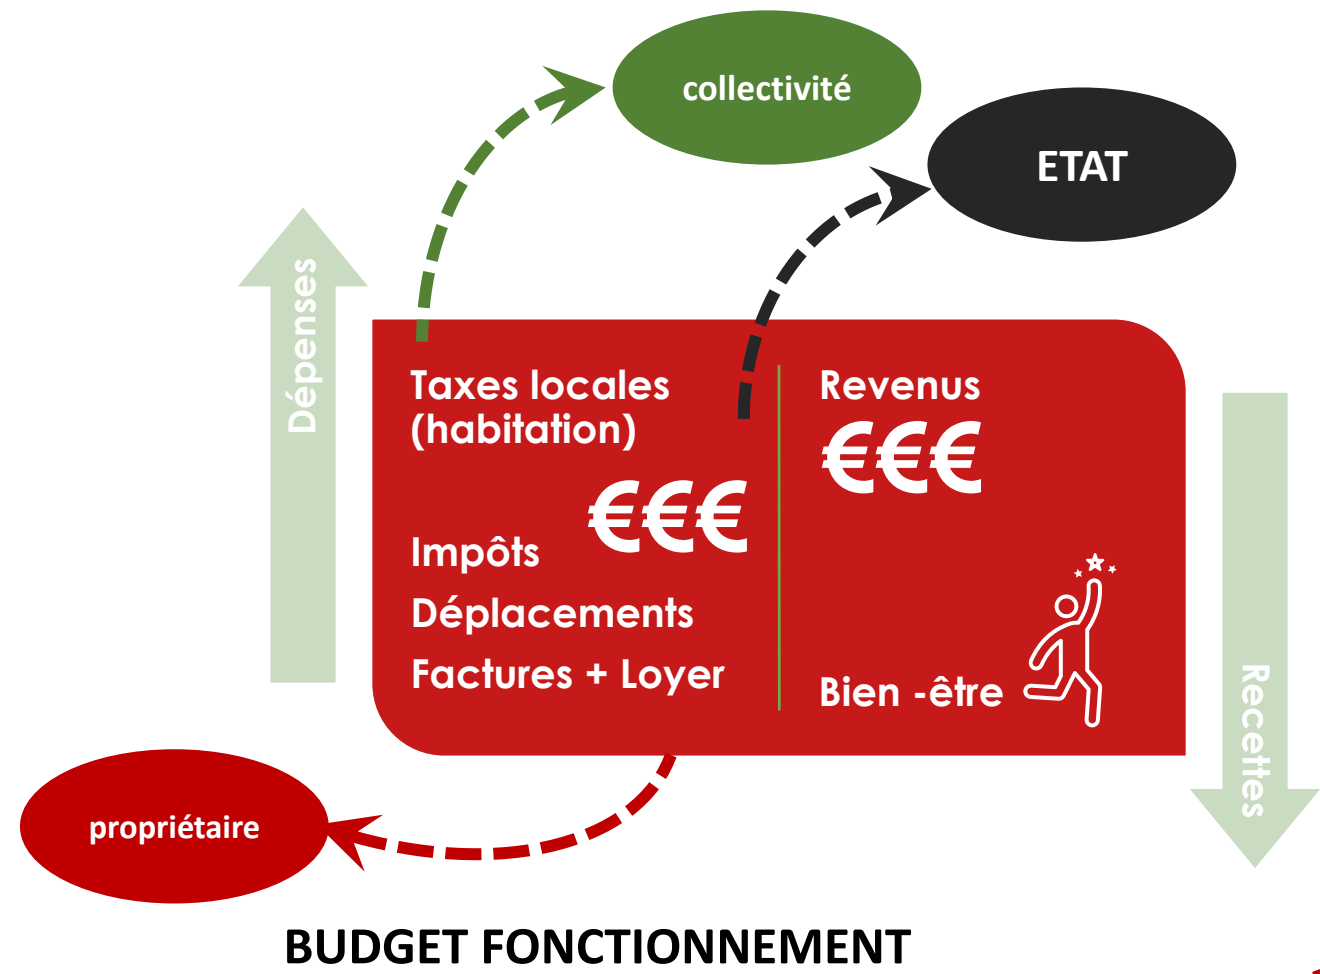 collectivité
ETAT
Dépenses
Taxes locales
(habitation)
€€€
Impôts
Déplacements
Factures + Loyer
Revenus
€€€
Bien -être
Recettes
propriétaire
BUDGET FONCTIONNEMENT